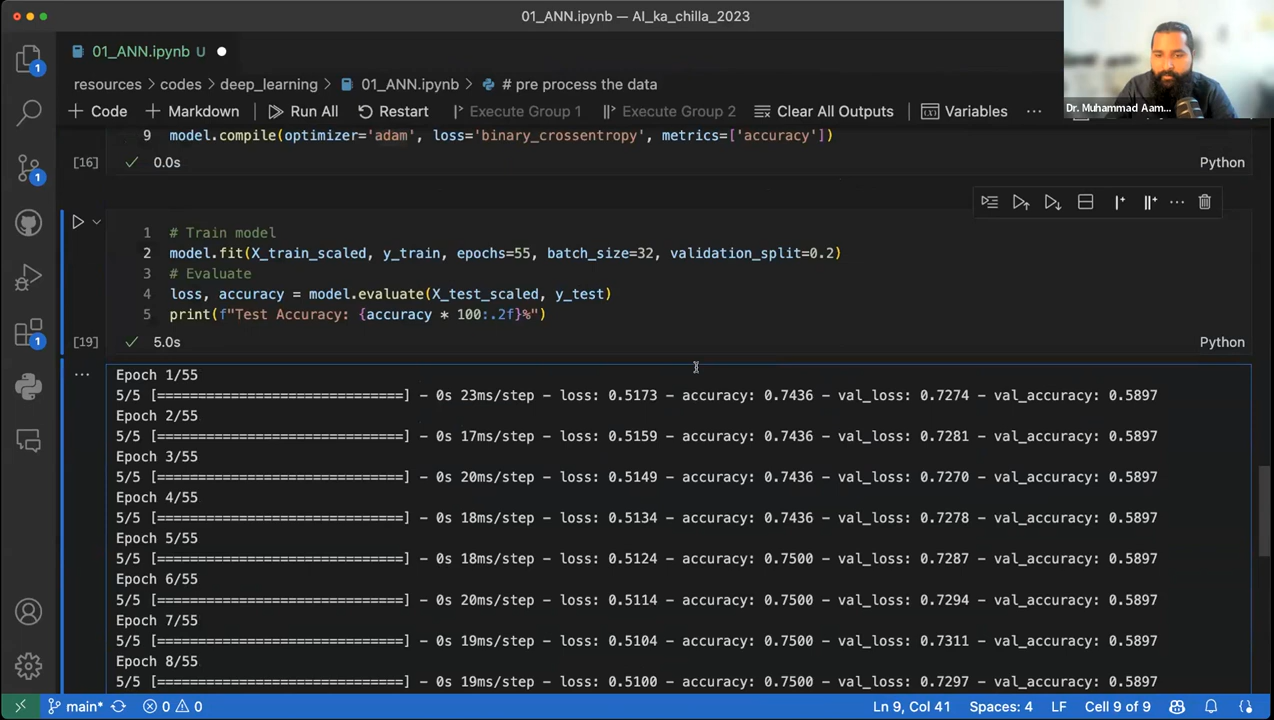 01_ANN.ipynb — AI_ka_chilla_2023
01_ANN.ipynb U
resources > codes > deep_learning > 01_ANN.ipynb > # pre process the data
Dr. Muhammad Aam...
+ Code + Markdown Run All Restart Execute Group 1 Execute Group 2 Clear All Outputs Variables ...
9 model.compile(optimizer='adam', loss='binary_crossentropy', metrics=['accuracy'])
[16] ✓ 0.0s Python
1 # Train model
2 model.fit(X_train_scaled, y_train, epochs=55, batch_size=32, validation_split=0.2)
3 # Evaluate
4 loss, accuracy = model.evaluate(X_test_scaled, y_test)
5 print(f"Test Accuracy: {accuracy * 100:.2f}%")
[19] ✓ 5.0s Python
Epoch 1/55
5/5 [==============================] - 0s 23ms/step - loss: 0.5173 - accuracy: 0.7436 - val_loss: 0.7274 - val_accuracy: 0.5897
Epoch 2/55
5/5 [==============================] - 0s 17ms/step - loss: 0.5159 - accuracy: 0.7436 - val_loss: 0.7281 - val_accuracy: 0.5897
Epoch 3/55
5/5 [==============================] - 0s 20ms/step - loss: 0.5149 - accuracy: 0.7436 - val_loss: 0.7270 - val_accuracy: 0.5897
Epoch 4/55
5/5 [==============================] - 0s 18ms/step - loss: 0.5134 - accuracy: 0.7436 - val_loss: 0.7278 - val_accuracy: 0.5897
Epoch 5/55
5/5 [==============================] - 0s 18ms/step - loss: 0.5124 - accuracy: 0.7500 - val_loss: 0.7287 - val_accuracy: 0.5897
Epoch 6/55
5/5 [==============================] - 0s 20ms/step - loss: 0.5114 - accuracy: 0.7500 - val_loss: 0.7294 - val_accuracy: 0.5897
Epoch 7/55
5/5 [==============================] - 0s 19ms/step - loss: 0.5104 - accuracy: 0.7500 - val_loss: 0.7311 - val_accuracy: 0.5897
Epoch 8/55
5/5 [==============================] - 0s 19ms/step - loss: 0.5100 - accuracy: 0.7500 - val_loss: 0.7297 - val_accuracy: 0.5897
main* 0 0 Ln 9, Col 41 Spaces: 4 LF Cell 9 of 9